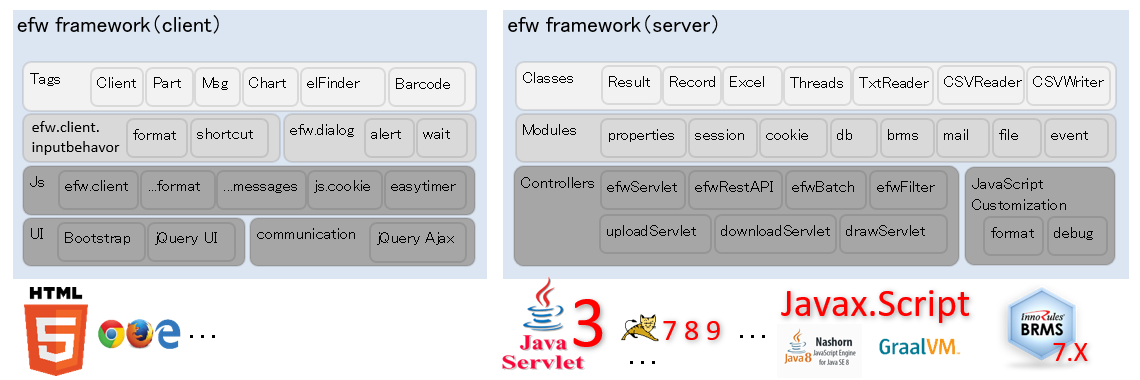 efw framework（client）
Tags
Client
Part
Msg
Chart
elFinder
Barcode
efw.client.
inputbehavor
format
shortcut
efw.dialog
alert
wait
Js
efw.client
...format
...messages
js.cookie
easytimer
UI
Bootstrap
jQuery UI
communication
jQuery Ajax
HTML
5
...
efw framework（server）
Classes
Result
Record
Excel
Threads
TxtReader
CSVReader
CSVWriter
Modules
properties
session
cookie
db
brms
mail
file
event
Controllers
efwServlet
efwRestAPI
efwBatch
efwFilter
uploadServlet
downloadServlet
drawServlet
JavaScript
Customization
format
debug
Java
Servlet
3
7 8 9
...
...
Javax.Script
Java8
Nashorn
JavaScript Engine
for Java SE 8
GraalVM™
InnoRules
BRMS
7.X